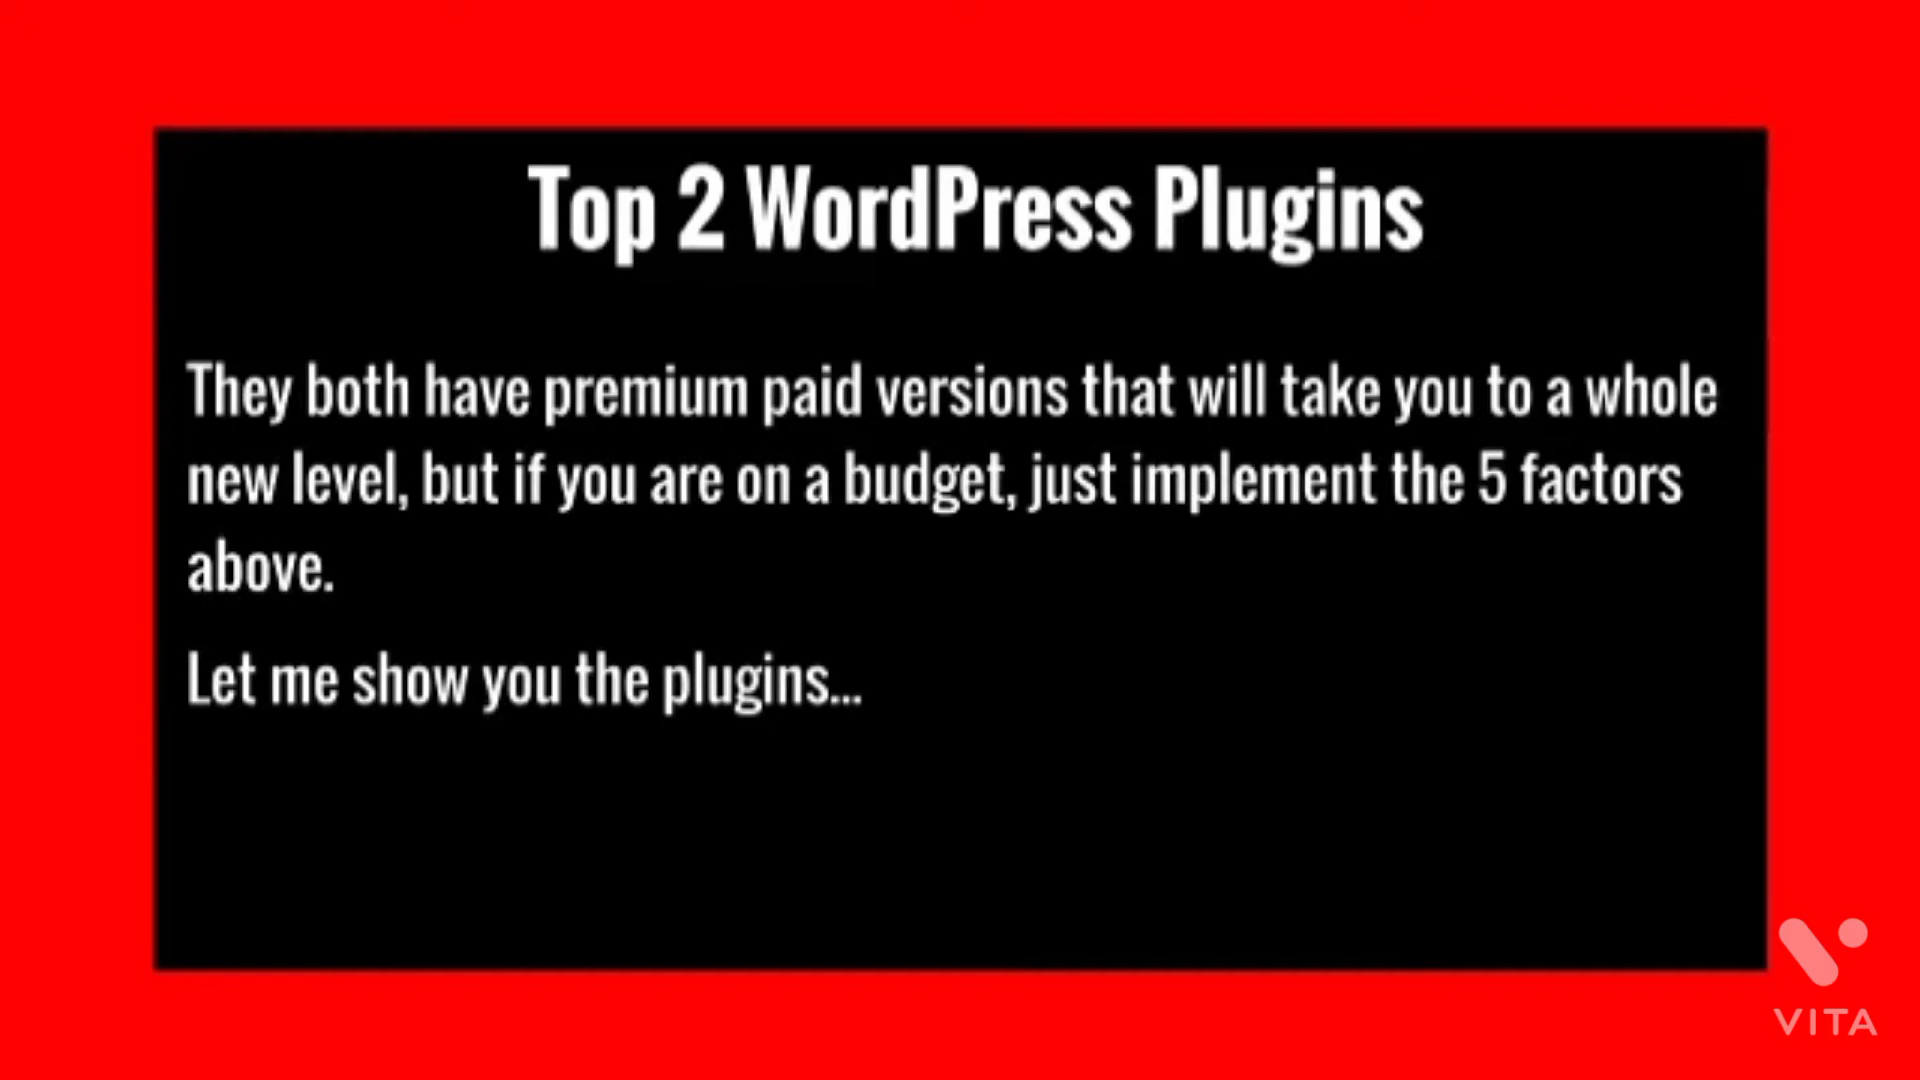 Top 2 WordPress Plugins
They both have premium paid versions that will take you to a whole
new level, but if you are on a budget, just implement the 5 factors
above.
Let me show you the plugins...
VITA